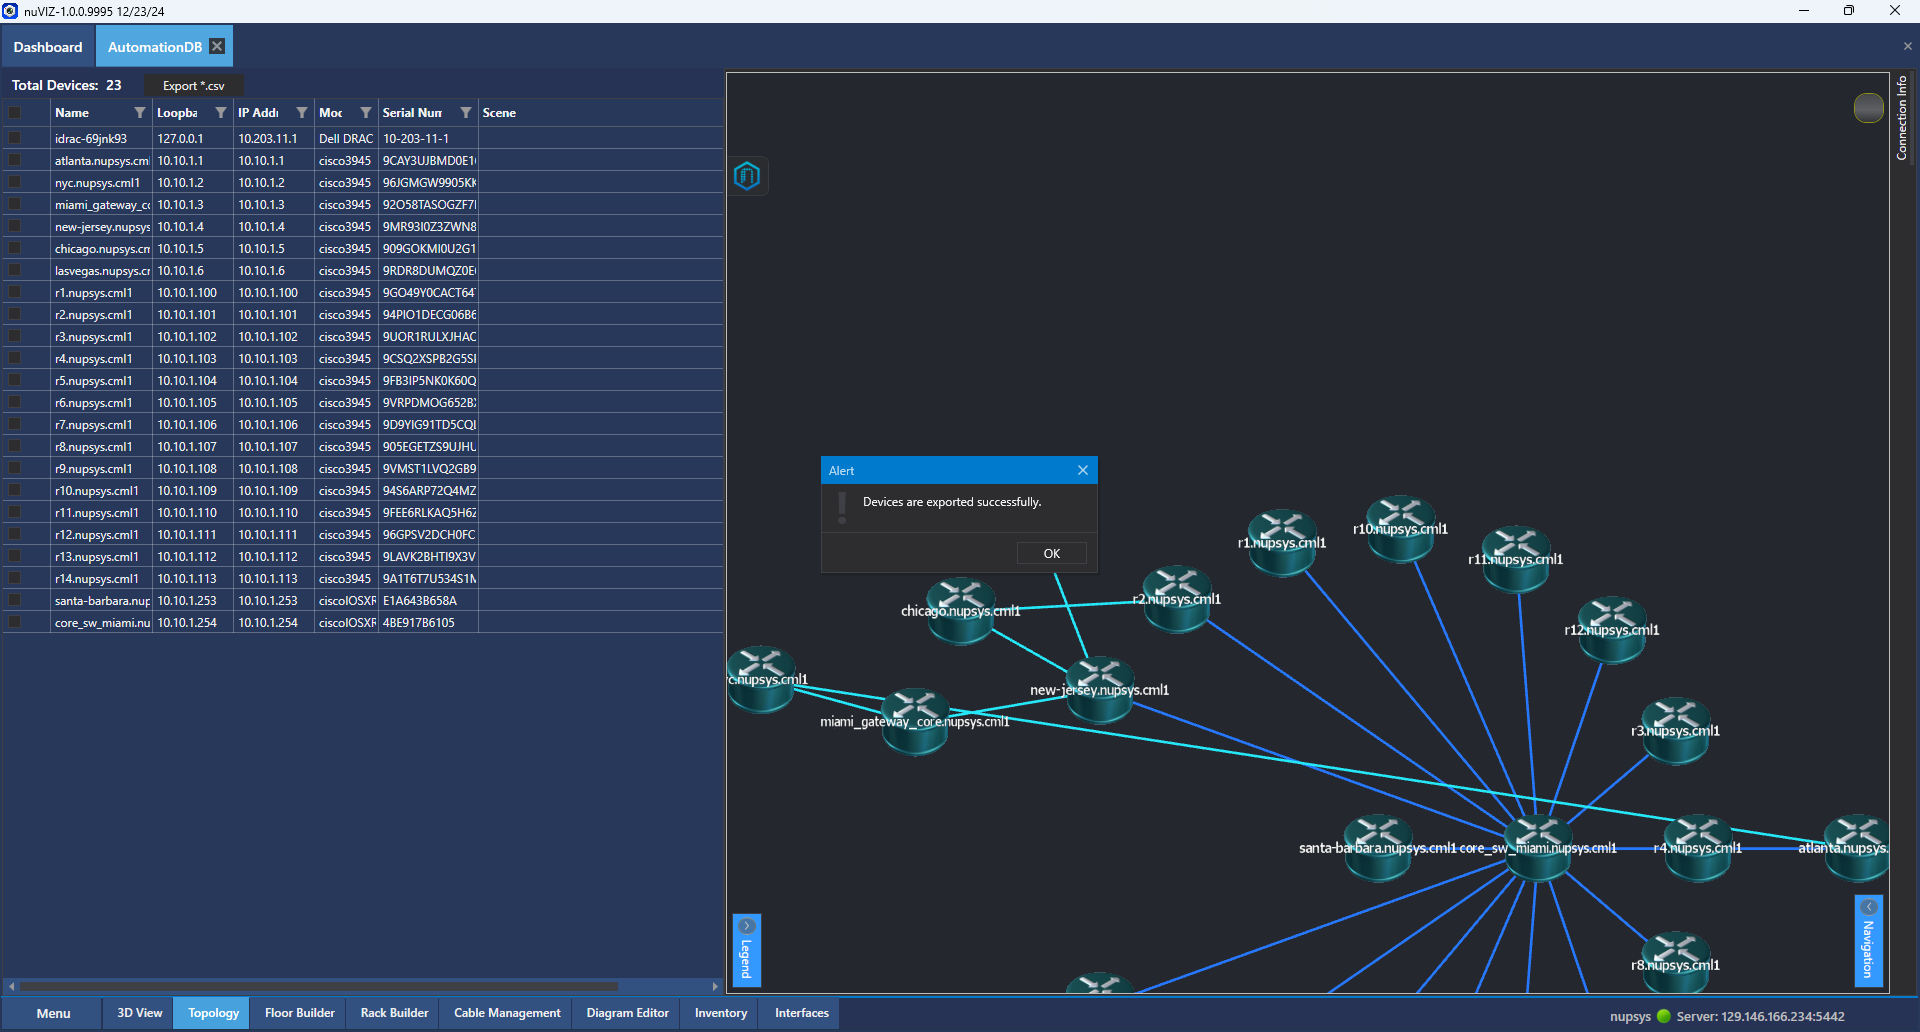 nuVIZ-1.0.0.9995 12/23/24
Dashboard AutomationDB
Total Devices: 23 Export *.csv
Name Loopba IP Addr Moc Serial Num Scene
idrac-69jnk93 127.0.0.1 10.203.11.1 Dell DRAC 10-203-11-1
atlanta.nupsys.cml 10.10.1.1 10.10.1.1 cisco3945 9CAY3UJBMD0E1
nyc.nupsys.cml1 10.10.1.2 10.10.1.2 cisco3945 96JGMGW9905KK
miami_gateway_co 10.10.1.3 10.10.1.3 cisco3945 92O58TASOGZF7
new-jersey.nupsys 10.10.1.4 10.10.1.4 cisco3945 9MR93I0Z3ZWN8
chicago.nupsys.cm 10.10.1.5 10.10.1.5 cisco3945 909GOKMI0U2G1
lasvegas.nupsys.cr 10.10.1.6 10.10.1.6 cisco3945 9RDR8DUMQZ0E
r1.nupsys.cml1 10.10.1.100 10.10.1.100 cisco3945 9GO49Y0CACT64
r2.nupsys.cml1 10.10.1.101 10.10.1.101 cisco3945 94PIO1DECG06B6
r3.nupsys.cml1 10.10.1.102 10.10.1.102 cisco3945 9UOR1RULXJHAC
r4.nupsys.cml1 10.10.1.103 10.10.1.103 cisco3945 9CSQ2XSPB2G5S
r5.nupsys.cml1 10.10.1.104 10.10.1.104 cisco3945 9FB3IP5NK0K60Q
r6.nupsys.cml1 10.10.1.105 10.10.1.105 cisco3945 9VRPDMOG652B
r7.nupsys.cml1 10.10.1.106 10.10.1.106 cisco3945 9D9YIG91TD5CQ
r8.nupsys.cml1 10.10.1.107 10.10.1.107 cisco3945 905EGETZS9UJHU
r9.nupsys.cml1 10.10.1.108 10.10.1.108 cisco3945 9VMST1LVQ2GB9
r10.nupsys.cml1 10.10.1.109 10.10.1.109 cisco3945 94S6ARP72Q4MZ
r11.nupsys.cml1 10.10.1.110 10.10.1.110 cisco3945 9FEE6RLKAQ5H6Z
r12.nupsys.cml1 10.10.1.111 10.10.1.111 cisco3945 96GPSV2DCH0FC
r13.nupsys.cml1 10.10.1.112 10.10.1.112 cisco3945 9LAVK2BHTI9X3V
r14.nupsys.cml1 10.10.1.113 10.10.1.113 cisco3945 9A1T6T7U534S1
santa-barbara.nup 10.10.1.253 10.10.1.253 ciscoIOSXR E1A643B658A
core_sw_miami.nu 10.10.1.254 10.10.1.254 ciscoIOSXR 4BE917B6105
Connection Info
Alert
Devices are exported successfully.
OK
r10.nupsys.cml1
r1.nupsys.cml1
r11.nupsys.cml1
r2.nupsys.cml1
chicago.nupsys.cml1
r12.nupsys.cml1
c.nupsys.cml1
new-jersey.nupsys.cml1
miami_gateway_core.nupsys.cml1
r3.nupsys.cml1
santa-barbara.nupsys.cml1 core_sw_miami.nupsys.cml1 r4.nupsys.cml1 atlanta.nupsys.
r8.nupsys.cml1
Legend
Navigation
Menu 3D View Topology Floor Builder Rack Builder Cable Management Diagram Editor Inventory Interfaces
nupsys Server: 129.146.166.234:5442